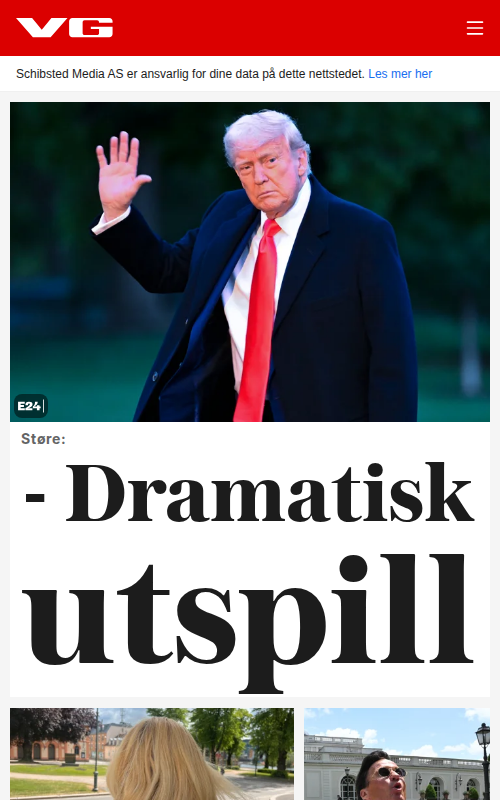 VG
Schibsted Media AS er ansvarlig for dine data på dette nettstedet. Les mer her
E24
Støre:
- Dramatisk
utspill